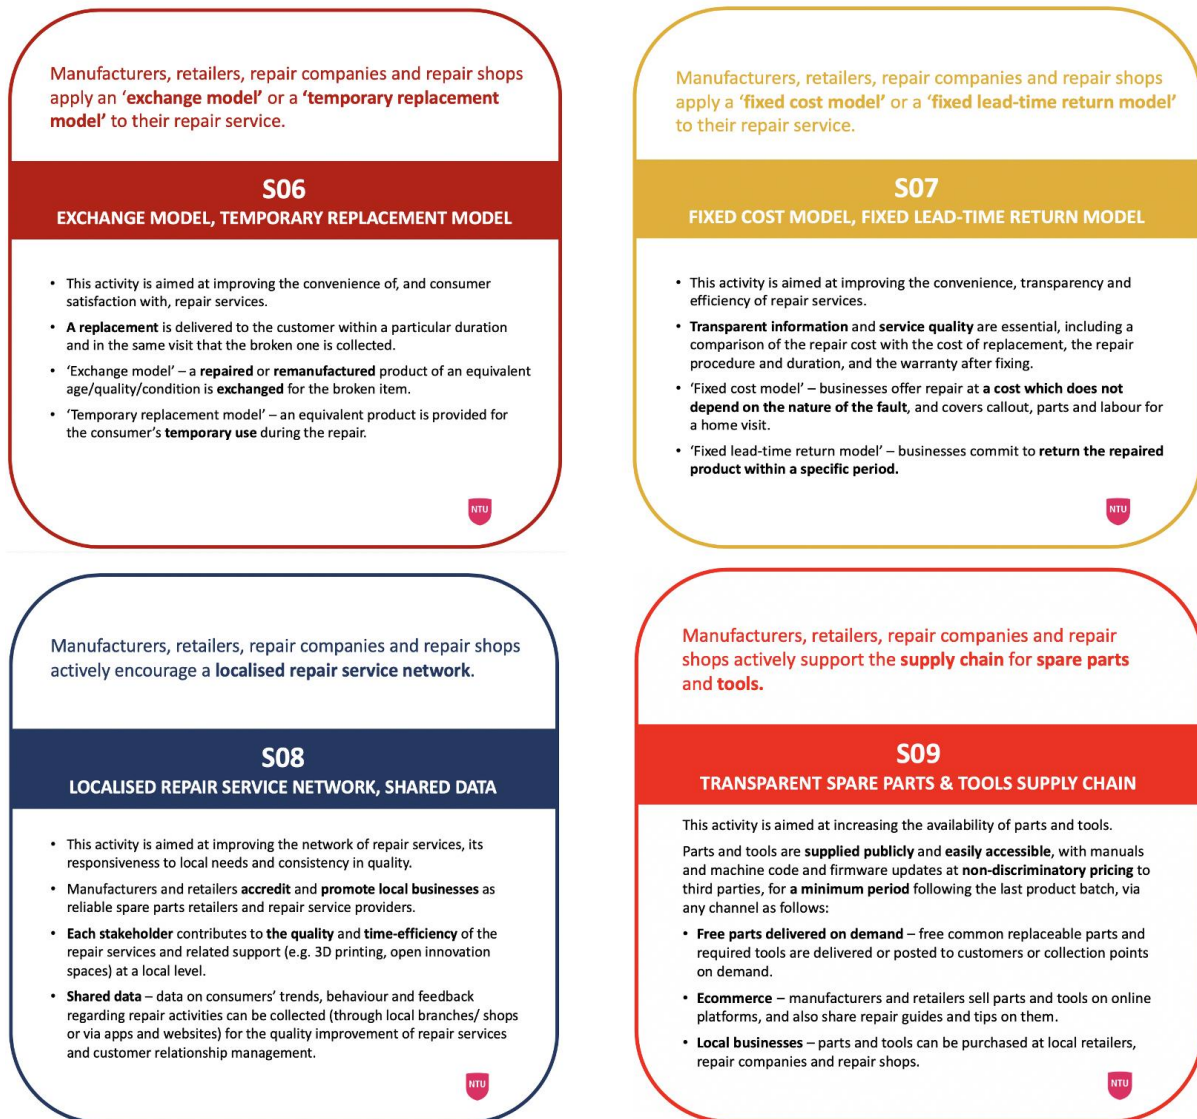 Manufacturers, retailers, repair companies and repair shops
apply an ‘exchange model’ or a ‘temporary replacement
model’ to their repair service.
S06
EXCHANGE MODEL, TEMPORARY REPLACEMENT MODEL
• This activity is aimed at improving the convenience of, and consumer
satisfaction with, repair services.
• A replacement is delivered to the customer within a particular duration
and in the same visit that the broken one is collected.
• ‘Exchange model’ – a repaired or remanufactured product of an equivalent
age/quality/condition is exchanged for the broken item.
• ‘Temporary replacement model’ – an equivalent product is provided for
the consumer’s temporary use during the repair.
NTU
Manufacturers, retailers, repair companies and repair shops
apply a ‘fixed cost model’ or a ‘fixed lead-time return model’
to their repair service.
S07
FIXED COST MODEL, FIXED LEAD-TIME RETURN MODEL
• This activity is aimed at improving the convenience, transparency and
efficiency of repair services.
• Transparent information and service quality are essential, including a
comparison of the repair cost with the cost of replacement, the repair
procedure and duration, and the warranty after fixing.
• ‘Fixed cost model’ – businesses offer repair at a cost which does not
depend on the nature of the fault, and covers callout, parts and labour for
a home visit.
• ‘Fixed lead-time return model’ – businesses commit to return the repaired
product within a specific period.
NTU
Manufacturers, retailers, repair companies and repair shops
actively encourage a localised repair service network.
S08
LOCALISED REPAIR SERVICE NETWORK, SHARED DATA
• This activity is aimed at improving the network of repair services, its
responsiveness to local needs and consistency in quality.
• Manufacturers and retailers accredit and promote local businesses as
reliable spare parts retailers and repair service providers.
• Each stakeholder contributes to the quality and time-efficiency of the
repair services and related support (e.g. 3D printing, open innovation
spaces) at a local level.
• Shared data – data on consumers’ trends, behaviour and feedback
regarding repair activities can be collected (through local branches/ shops
or via apps and websites) for the quality improvement of repair services
and customer relationship management.
NTU
Manufacturers, retailers, repair companies and repair
shops actively support the supply chain for spare parts
and tools.
S09
TRANSPARENT SPARE PARTS & TOOLS SUPPLY CHAIN
This activity is aimed at increasing the availability of parts and tools.
Parts and tools are supplied publicly and easily accessible, with manuals
and machine code and firmware updates at non-discriminatory pricing to
third parties, for a minimum period following the last product batch, via
any channel as follows:
• Free parts delivered on demand – free common replaceable parts and
required tools are delivered or posted to customers or collection points
on demand.
• Ecommerce – manufacturers and retailers sell parts and tools on online
platforms, and also share repair guides and tips on them.
• Local businesses – parts and tools can be purchased at local retailers,
repair companies and repair shops.
NTU